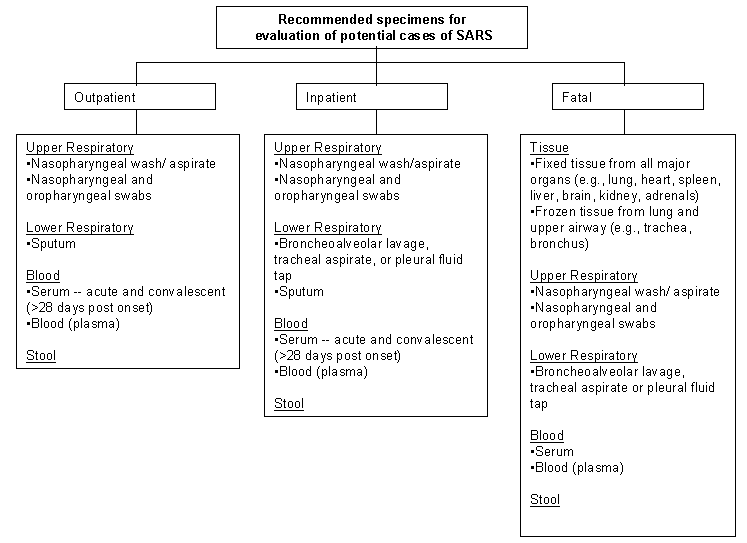 Recommended specimens for
evaluation of potential cases of SARS
Outpatient
Inpatient
Fatal
Upper Respiratory
•Nasopharyngeal wash/ aspirate
•Nasopharyngeal and
oropharyngeal swabs
Lower Respiratory
•Sputum
Blood
•Serum -- acute and convalescent
(>28 days post onset)
•Blood (plasma)
Stool
Upper Respiratory
•Nasopharyngeal wash/aspirate
•Nasopharyngeal and
oropharyngeal swabs
Lower Respiratory
•Broncheoalveolar lavage,
tracheal aspirate, or pleural fluid
tap
•Sputum
Blood
•Serum -- acute and convalescent
(>28 days post onset)
•Blood (plasma)
Stool
Tissue
•Fixed tissue from all major
organs (e.g., lung, heart, spleen,
liver, brain, kidney, adrenals)
•Frozen tissue from lung and
upper airway (e.g., trachea,
bronchus)
Upper Respiratory
•Nasopharyngeal wash/ aspirate
•Nasopharyngeal and
oropharyngeal swabs
Lower Respiratory
•Broncheoalveolar lavage,
tracheal aspirate or pleural fluid
tap
Blood
•Serum
•Blood (plasma)
Stool